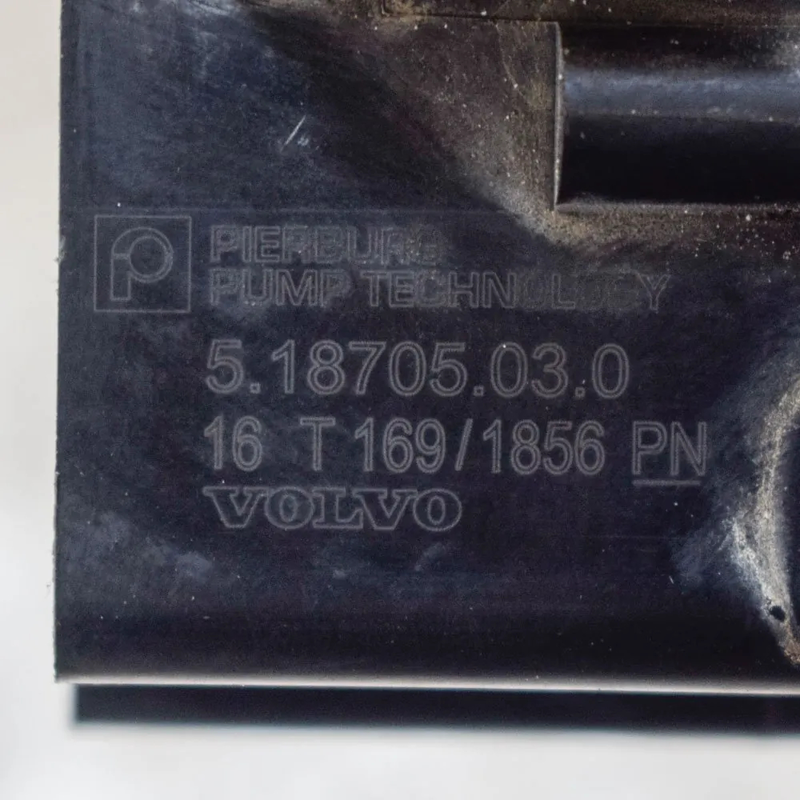 PIERBURG
PUMP TECHNOLOGY
5.18705.03.0
16 T 169/1856 PN
VOLVO